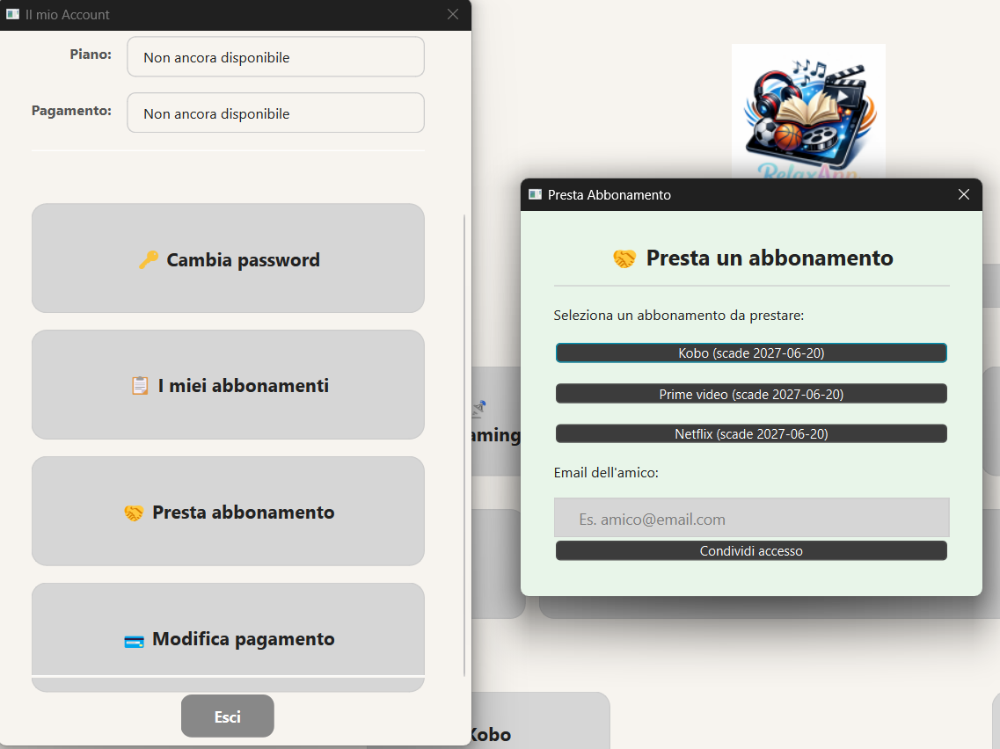 Il mio Account
Piano:
Non ancora disponibile
Pagamento:
Non ancora disponibile
Cambia password
I miei abbonamenti
Presta abbonamento
Modifica pagamento
Esci
RelaxApp
Presta Abbonamento
Presta un abbonamento
Seleziona un abbonamento da prestare:
Kobo (scade 2027-06-20)
Prime video (scade 2027-06-20)
Netflix (scade 2027-06-20)
Email dell'amico:
Es. amico@email.com
Condividi accesso
aming
Kobo